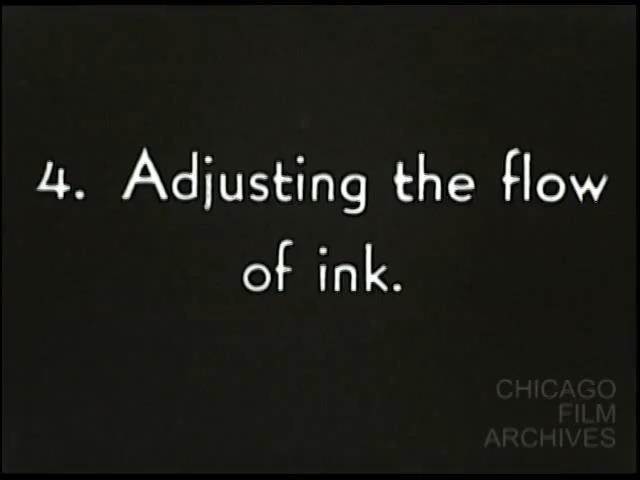 4. Adjusting the flow
of ink.
CHICAGO
FILM
ARCHIVES